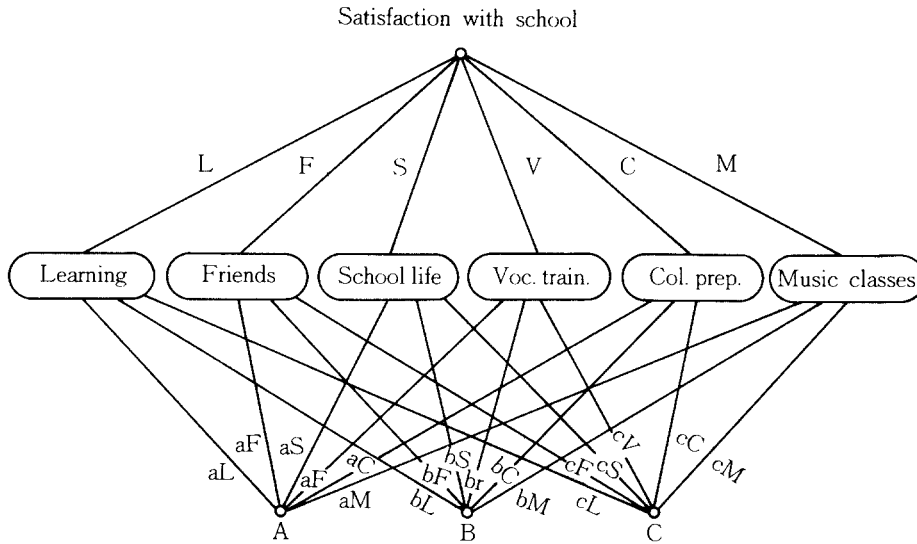 Satisfaction with school
L F S V C M
Learning Friends School life Voc. train. Col. prep. Music classes
aF aS bS cV cC
aL aF aC bF br bC cF cS cM
aM bL bM cL
A B C